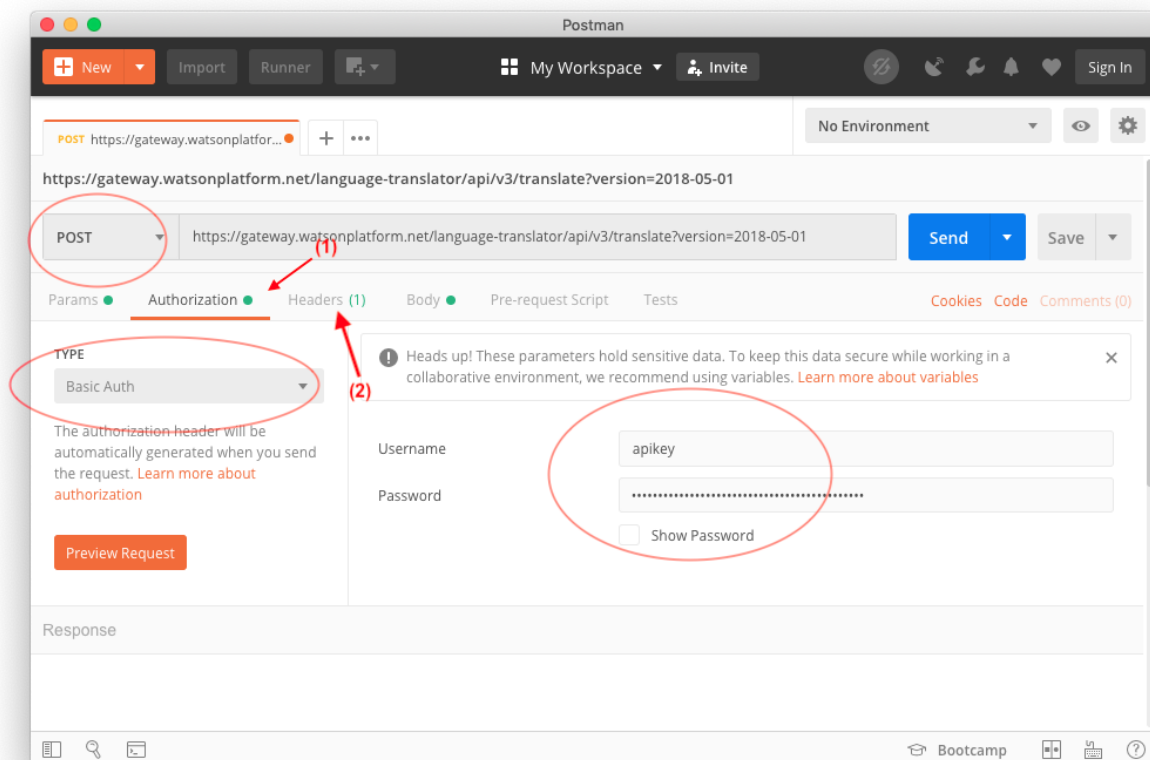 Postman
New Import Runner My Workspace Invite Sign In
POST https://gateway.watsonplatfor... + ••• No Environment
https://gateway.watsonplatform.net/language-translator/api/v3/translate?version=2018-05-01
POST https://gateway.watsonplatform.net/language-translator/api/v3/translate?version=2018-05-01 Send Save
(1)
Params Authorization Headers (1) Body Pre-request Script Tests Cookies Code Comments (0)
(2)
TYPE
Basic Auth
The authorization header will be
automatically generated when you send
the request. Learn more about
authorization
Preview Request
Heads up! These parameters hold sensitive data. To keep this data secure while working in a
collaborative environment, we recommend using variables. Learn more about variables
Username apikey
Password ••••••••••••••••••••••••••••••••••••••••••••
Show Password
Response
Bootcamp